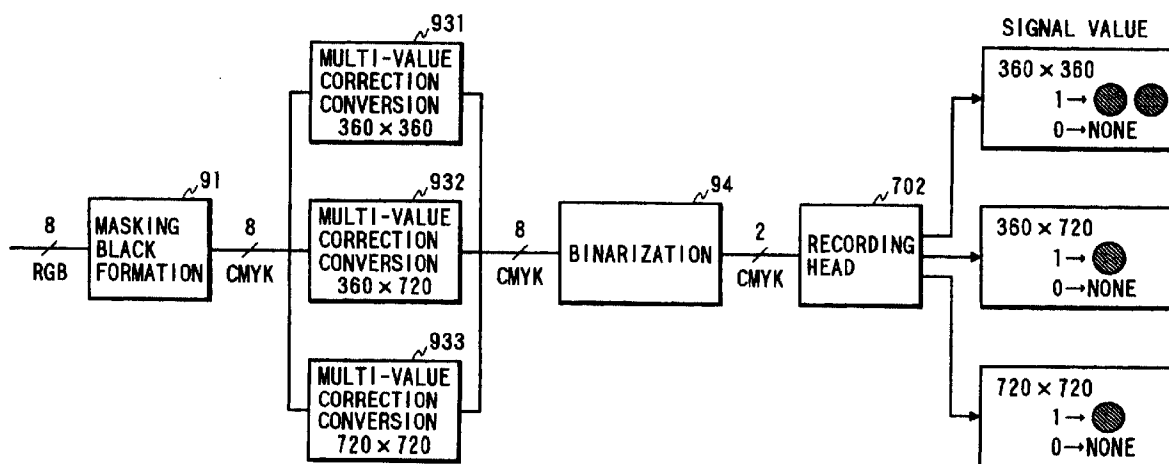 8
RGB
91
MASKING
BLACK
FORMATION
8
CMYK
931
MULTI-VALUE
CORRECTION
CONVERSION
360×360
932
MULTI-VALUE
CORRECTION
CONVERSION
360×720
933
MULTI-VALUE
CORRECTION
CONVERSION
720×720
8
CMYK
94
BINARIZATION
2
CMYK
702
RECORDING
HEAD
SIGNAL VALUE
360×360
1→
0→NONE
360×720
1→
0→NONE
720×720
1→
0→NONE